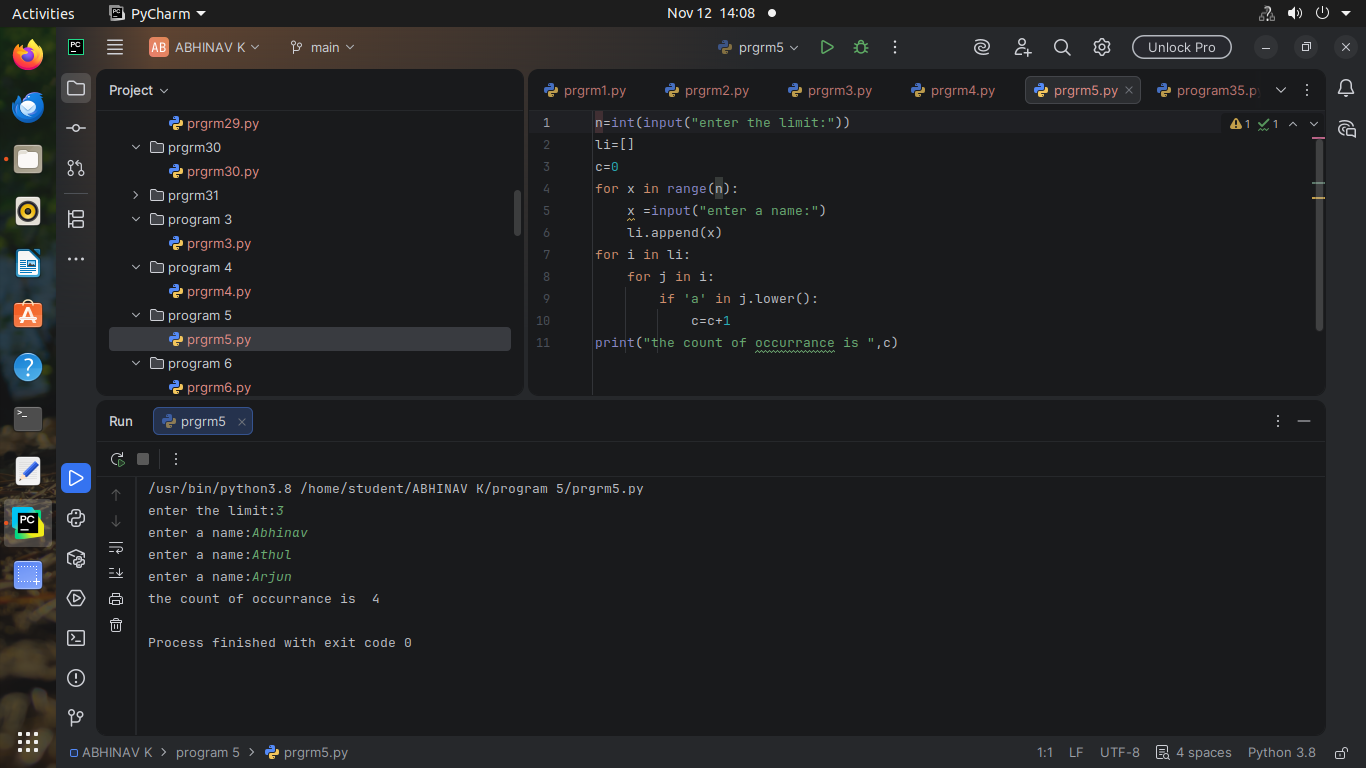 Activities PyCharm Nov 12 14:08
PC AB ABHINAV K main prgrm5 Unlock Pro
Project
prgrm29.py
prgrm30
prgrm30.py
prgrm31
program 3
prgrm3.py
program 4
prgrm4.py
program 5
prgrm5.py
program 6
prgrm6.py
prgrm1.py prgrm2.py prgrm3.py prgrm4.py prgrm5.py program35.py
1 n=int(input("enter the limit:"))
2 li=[]
3 c=0
4 for x in range(n):
5 x =input("enter a name:")
6 li.append(x)
7 for i in li:
8 for j in i:
9 if 'a' in j.lower():
10 c=c+1
11 print("the count of occurrance is ",c)
1 1
Run prgrm5
/usr/bin/python3.8 /home/student/ABHINAV K/program 5/prgrm5.py
enter the limit:3
enter a name:Abhinav
enter a name:Athul
enter a name:Arjun
the count of occurrance is  4
Process finished with exit code 0
PC
ABHINAV K program 5 prgrm5.py 1:1 LF UTF-8 4 spaces Python 3.8